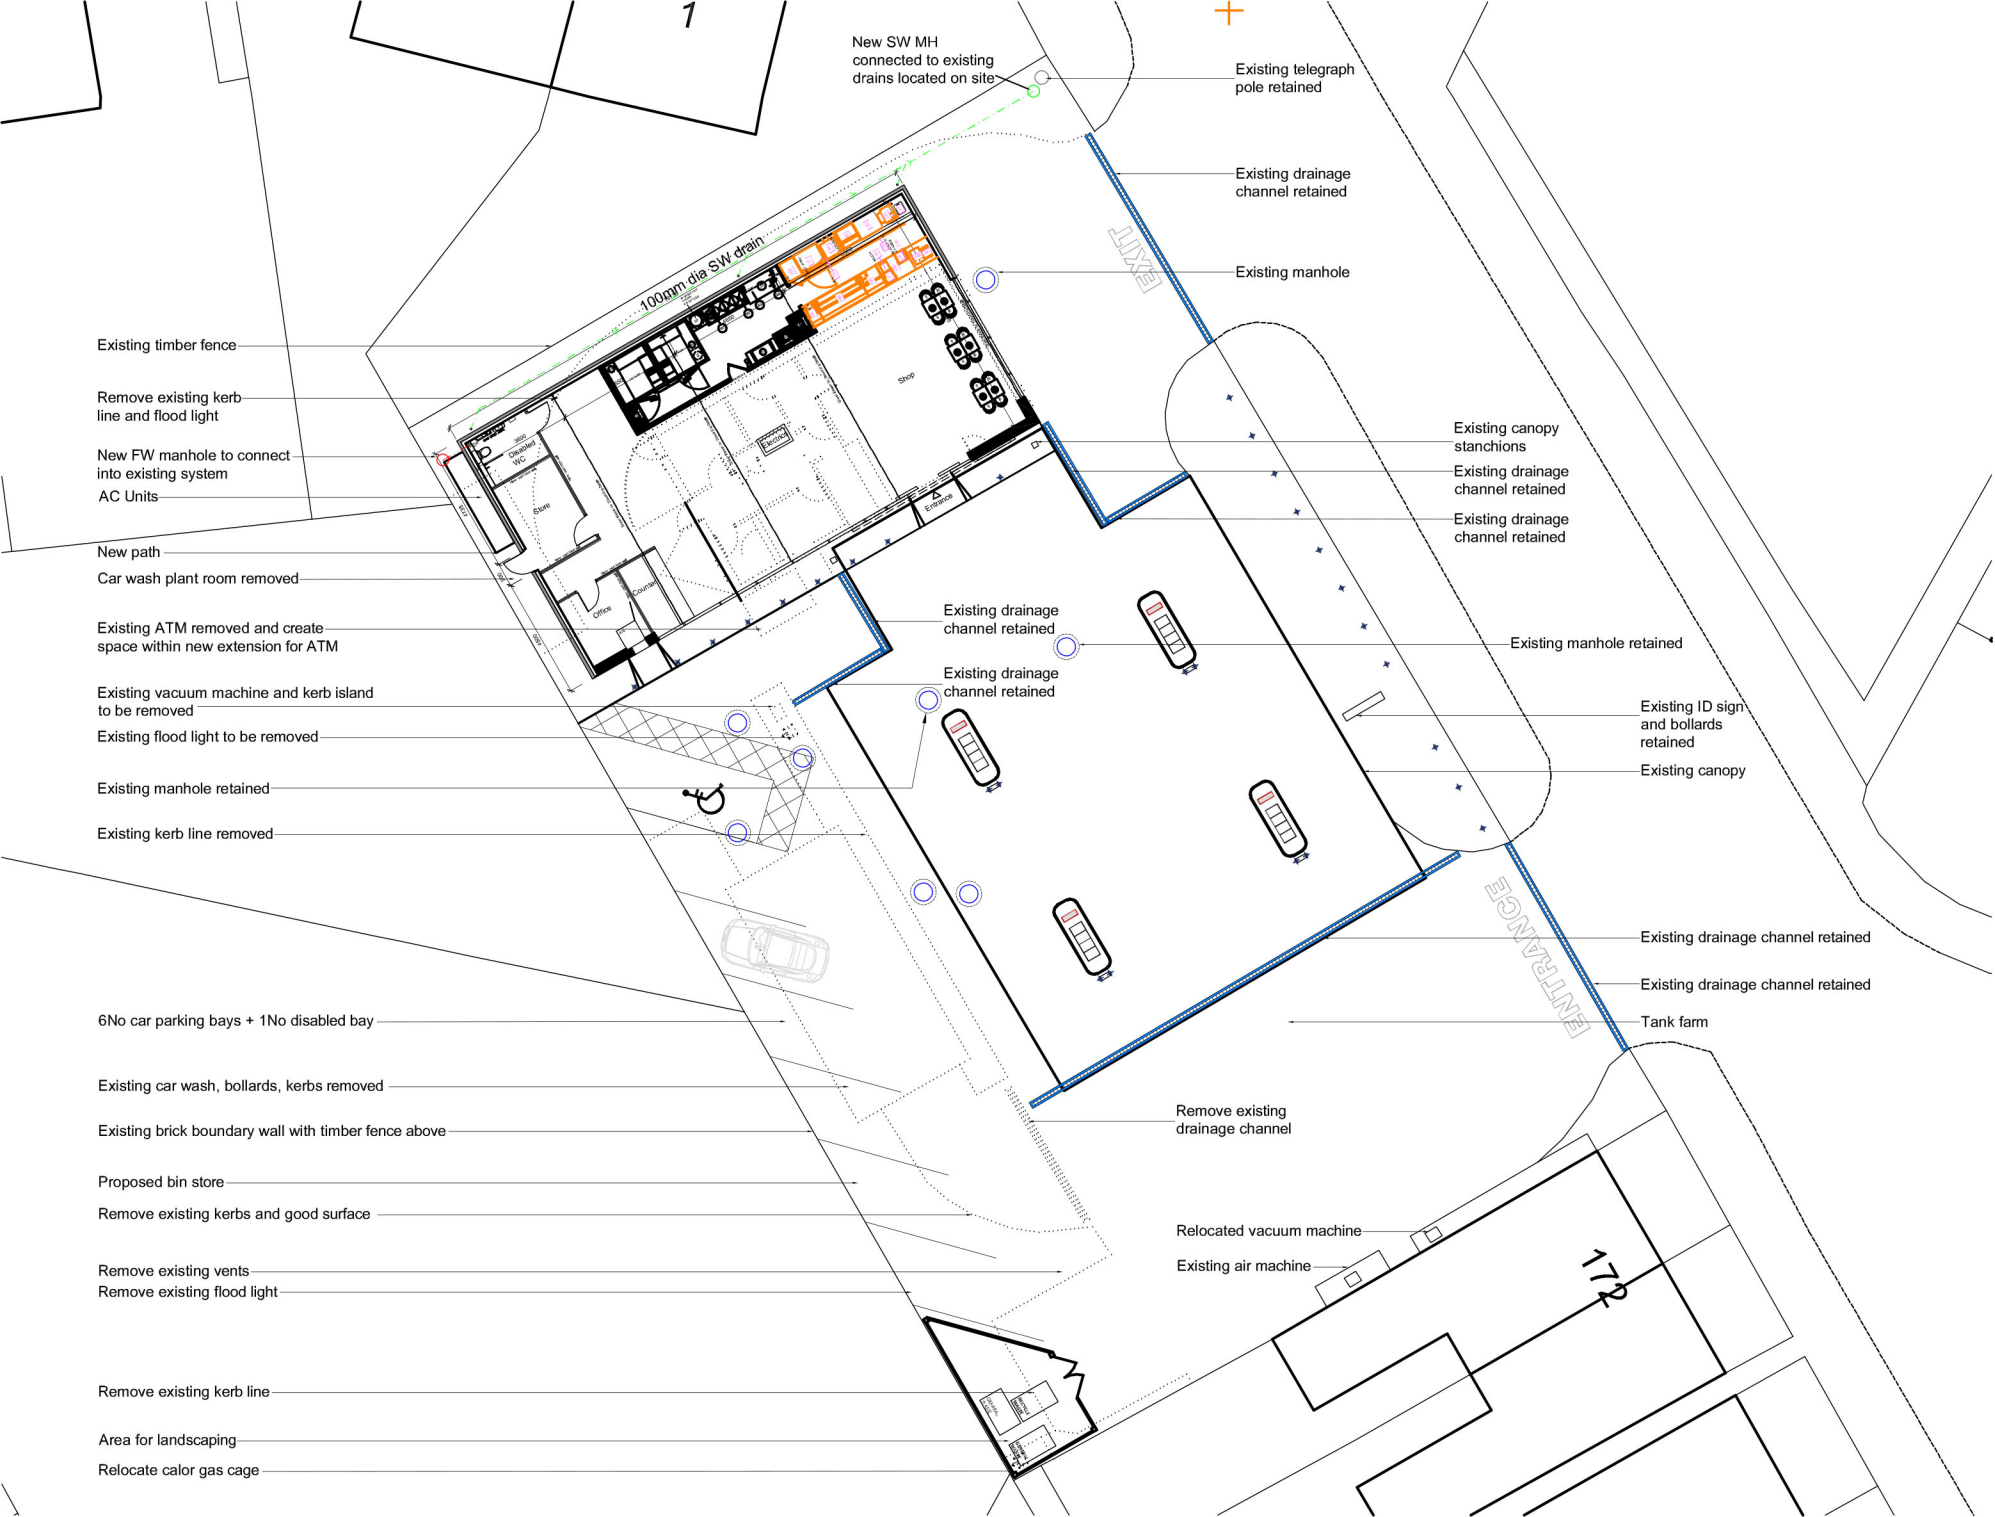 1
New SW MH
connected to existing
drains located on site
Existing telegraph
pole retained
Existing drainage
channel retained
EXIT
Existing manhole
100mm dia SW drain
Existing timber fence
Remove existing kerb
line and flood light
New FW manhole to connect
into existing system
AC Units
New path
Car wash plant room removed
Existing ATM removed and create
space within new extension for ATM
Existing vacuum machine and kerb island
to be removed
Existing flood light to be removed
Existing manhole retained
Existing kerb line removed
6No car parking bays + 1No disabled bay
Existing car wash, bollards, kerbs removed
Existing brick boundary wall with timber fence above
Proposed bin store
Remove existing kerbs and good surface
Remove existing vents
Remove existing flood light
Remove existing kerb line
Area for landscaping
Relocate calor gas cage
3600
Disabled
WC
Store
Office
Counter
Electrics
Shop
Entrance
Existing canopy
stanchions
Existing drainage
channel retained
Existing drainage
channel retained
Existing drainage
channel retained
Existing drainage
channel retained
Existing manhole retained
Existing ID sign
and bollards
retained
Existing canopy
ENTRANCE
Existing drainage channel retained
Existing drainage channel retained
Tank farm
Remove existing
drainage channel
Relocated vacuum machine
Existing air machine
172